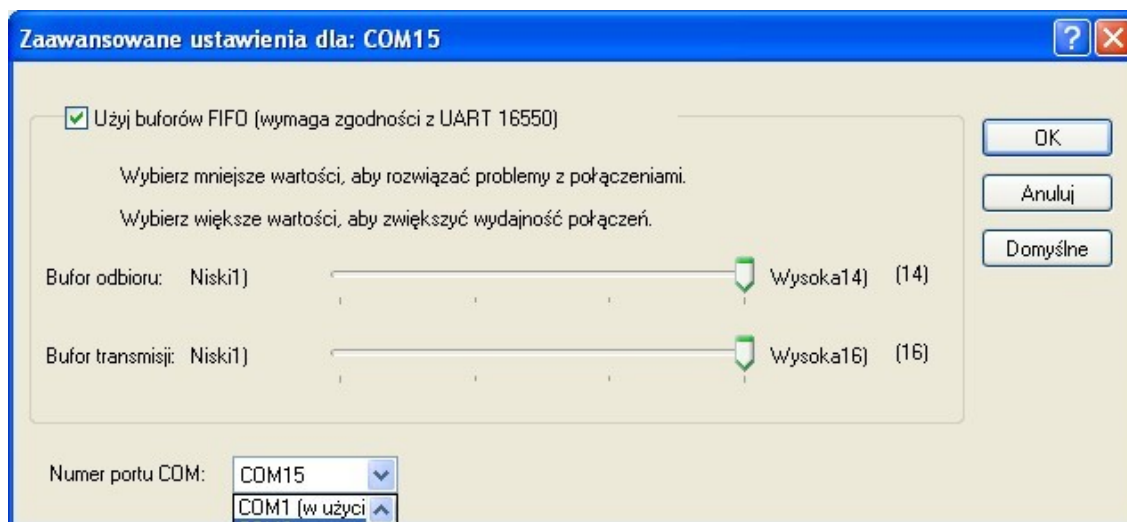 Zaawansowane ustawienia dla: COM15
Użyj buforów FIFO (wymaga zgodności z UART 16550)
OK
Wybierz mniejsze wartości, aby rozwiązać problemy z połączeniami.
Anuluj
Wybierz większe wartości, aby zwiększyć wydajność połączeń.
Domyślne
Bufor odbioru: Niski1) Wysoka14) (14)
Bufor transmisji: Niski1) Wysoka16) (16)
Numer portu COM: COM15
COM1 (w użyci